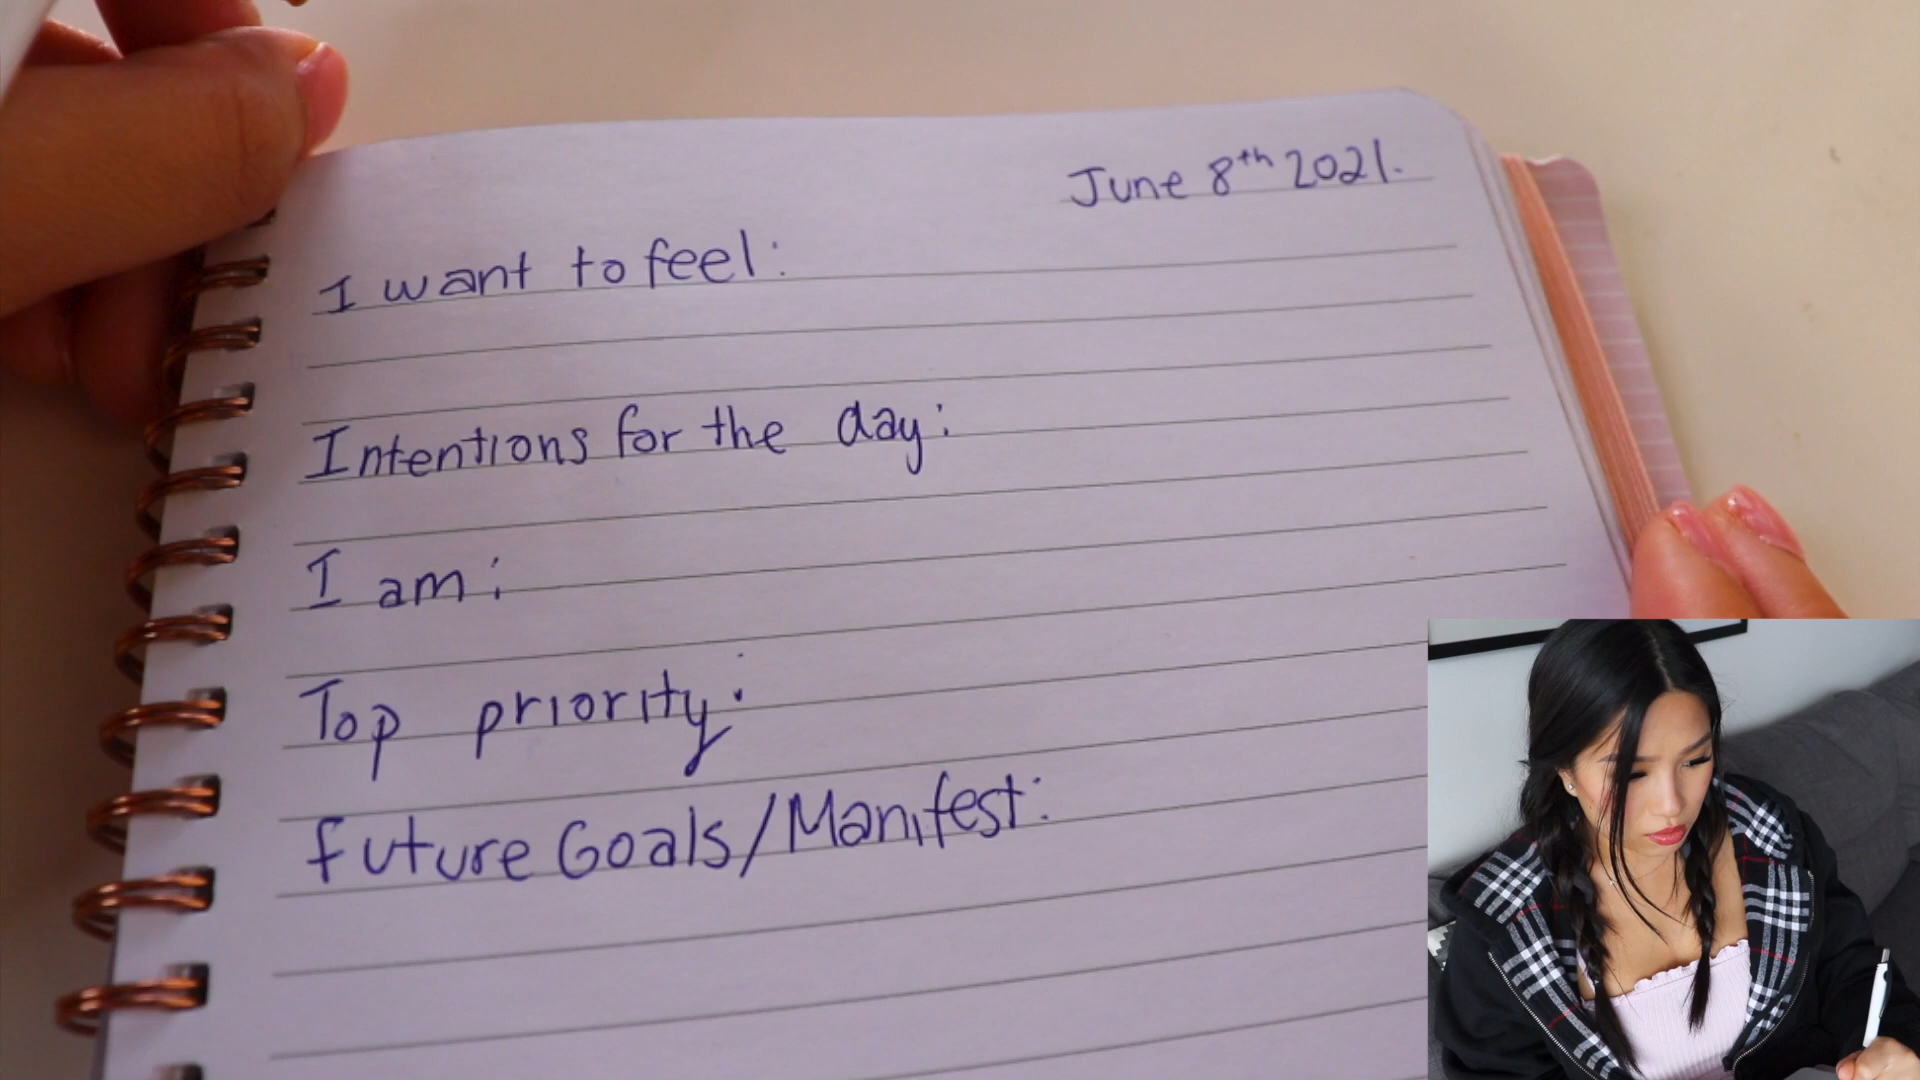 June 8th 2021.
I want to feel:
Intentions for the day:
I am:
Top priority:
Future Goals/Manifest: